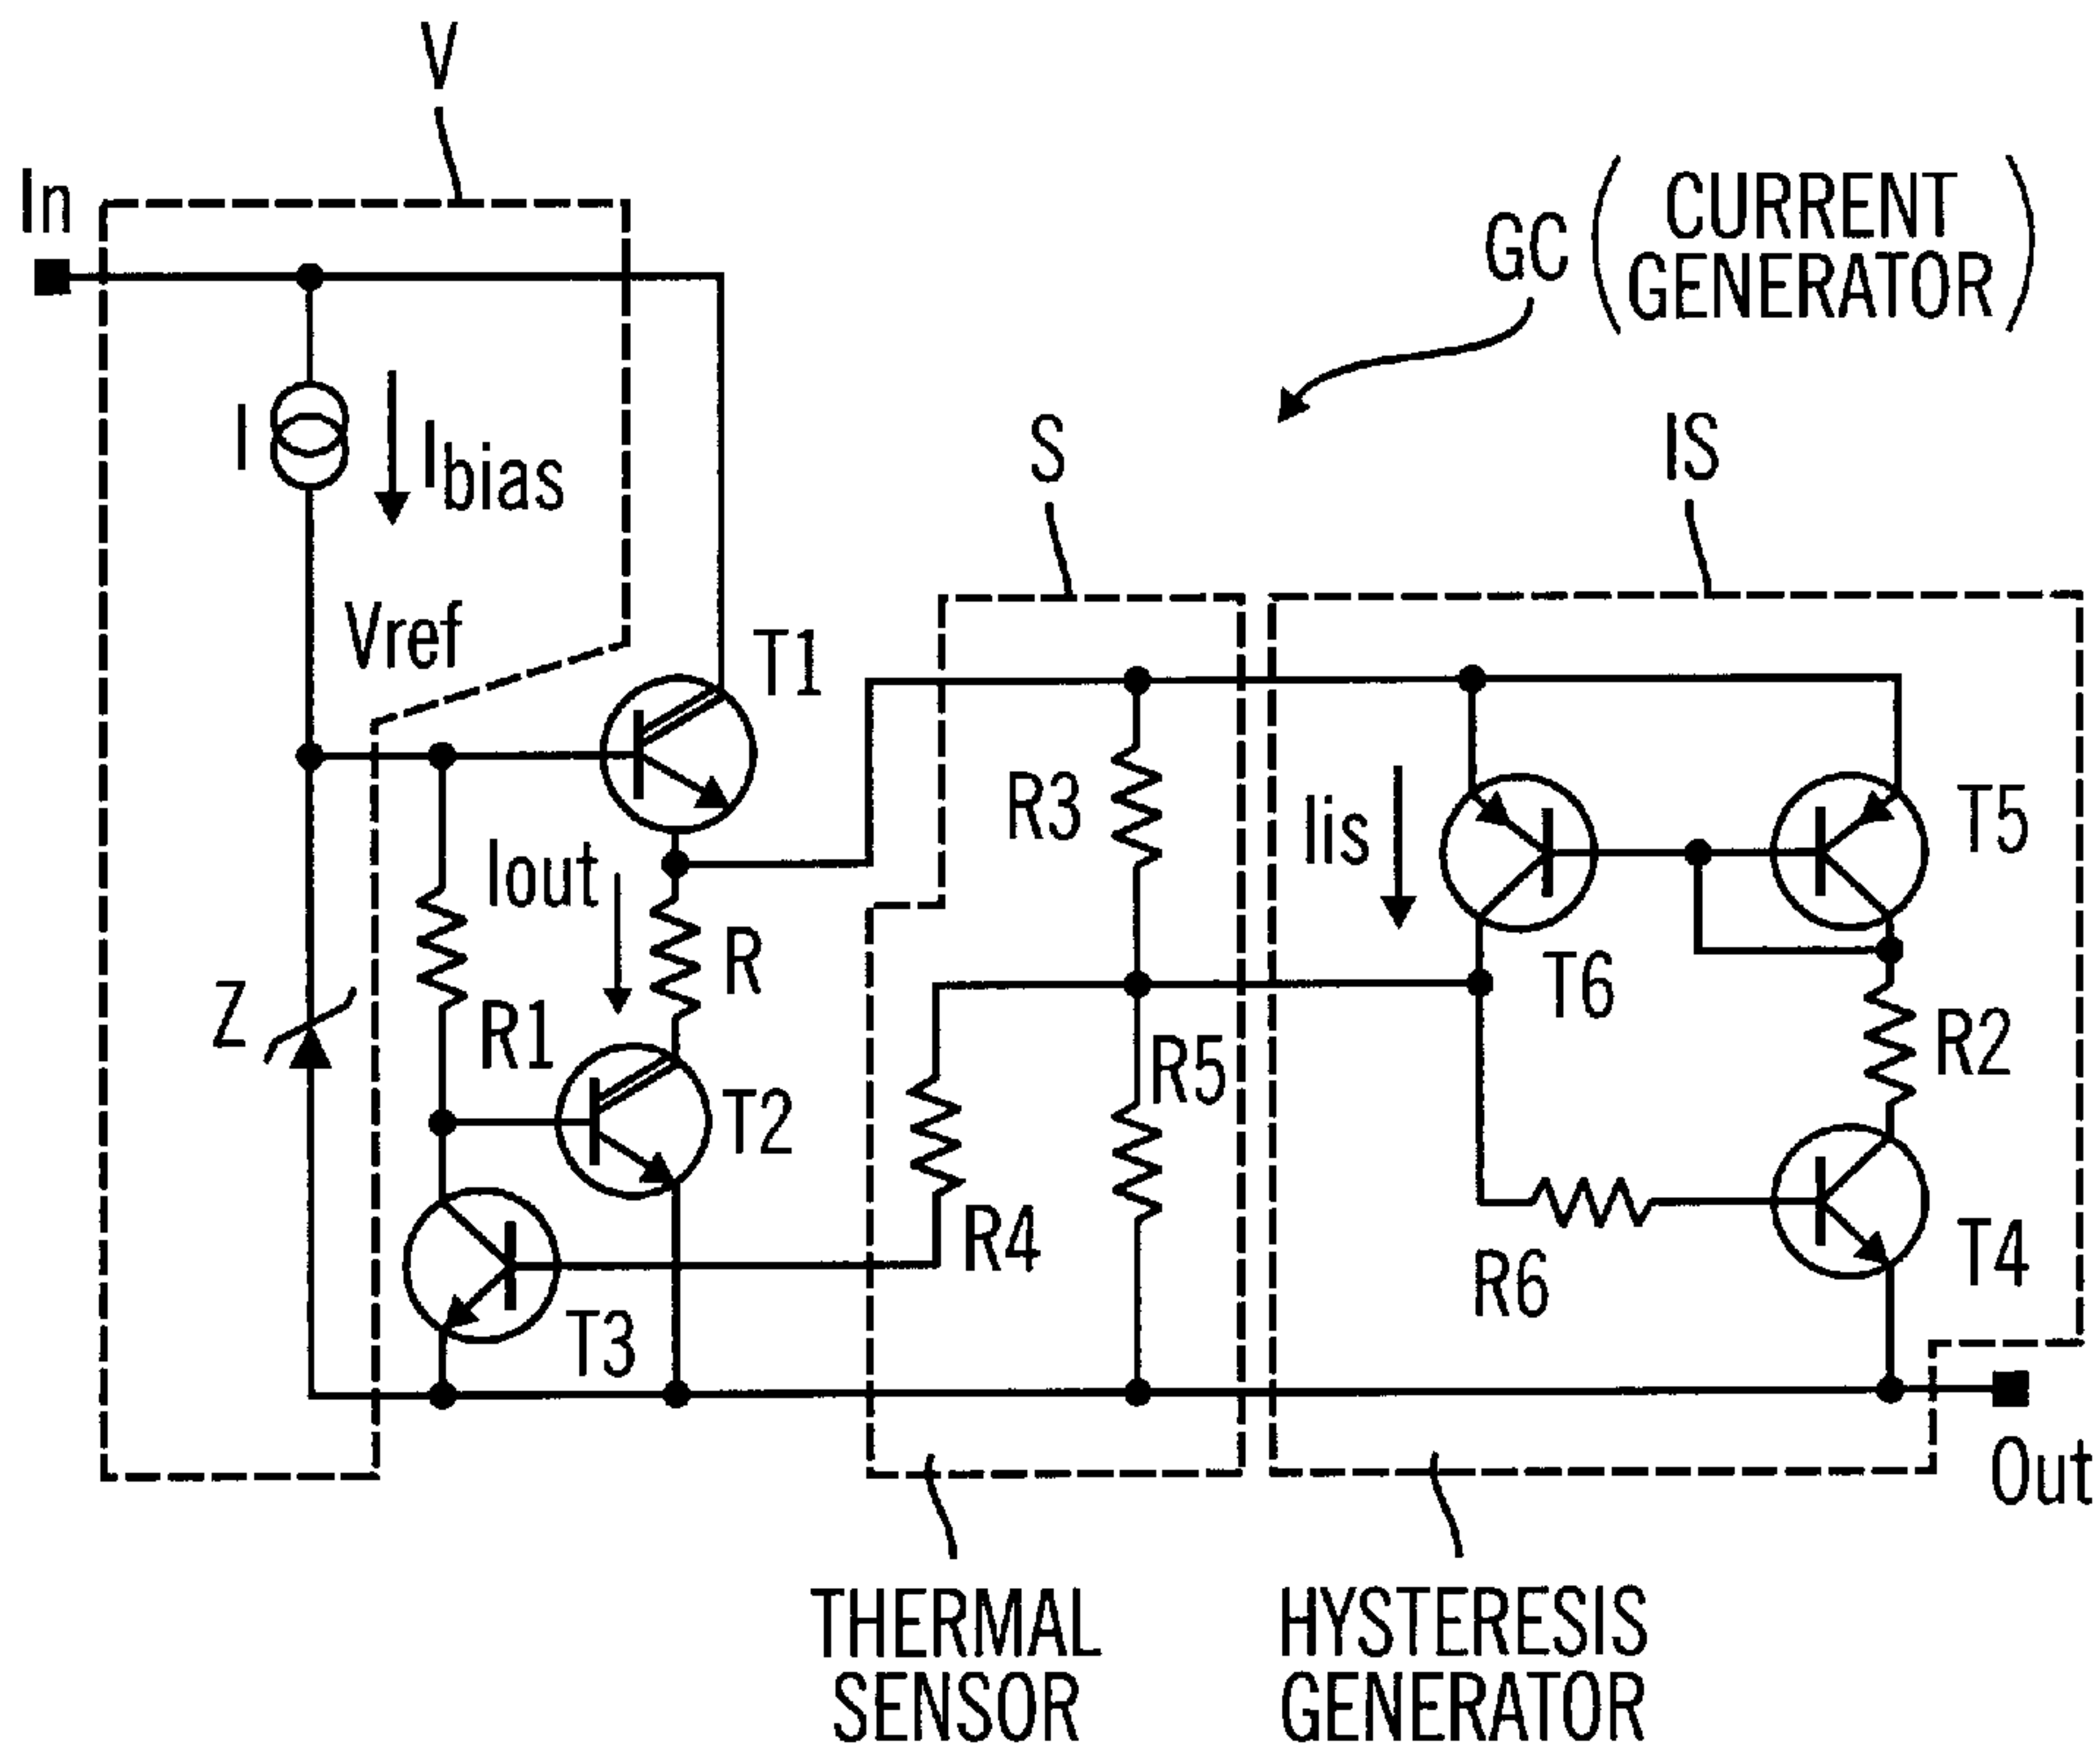 V
In
GC (CURRENT
GENERATOR)
I
Ibias
S
IS
Vref
T1
R3
Iis
T5
Iout
R
T6
Z
R1
R5
R2
T2
R4
R6
T4
T3
Out
THERMAL
SENSOR
HYSTERESIS
GENERATOR